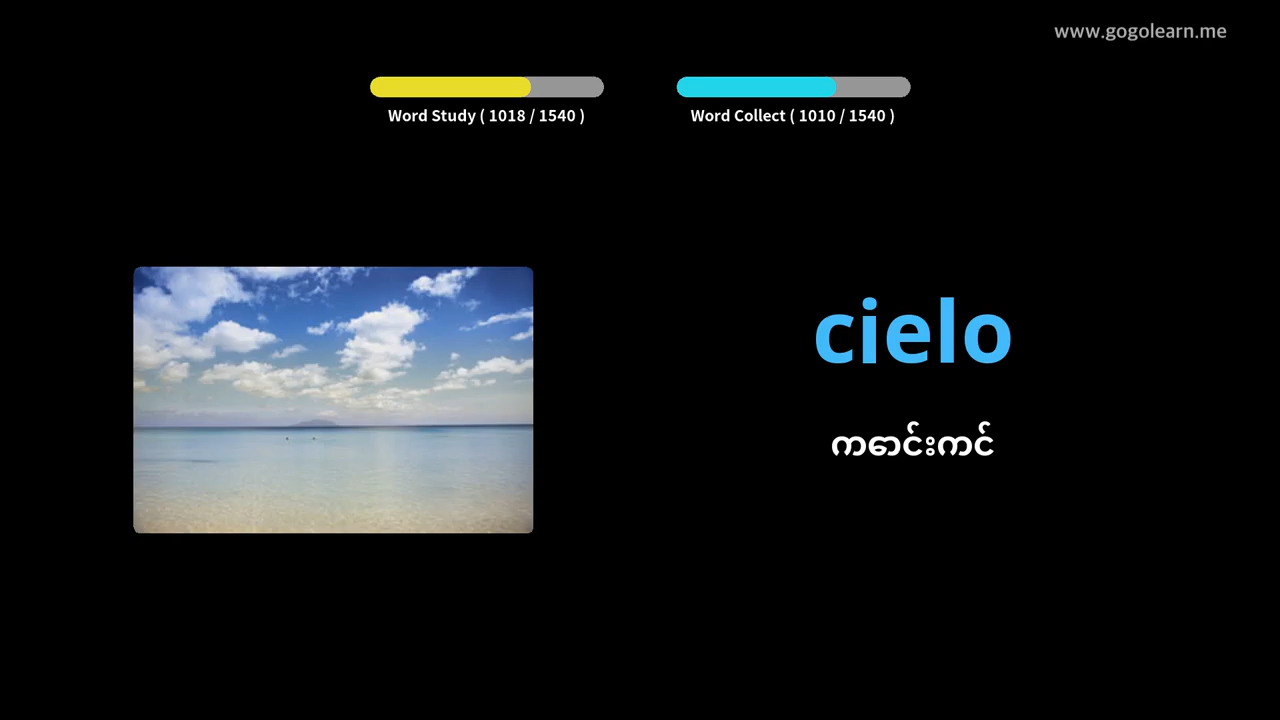 www.gogolearn.me
Word Study ( 1018 / 1540 )
Word Collect ( 1010 / 1540 )
cielo
ကောင်းကင်